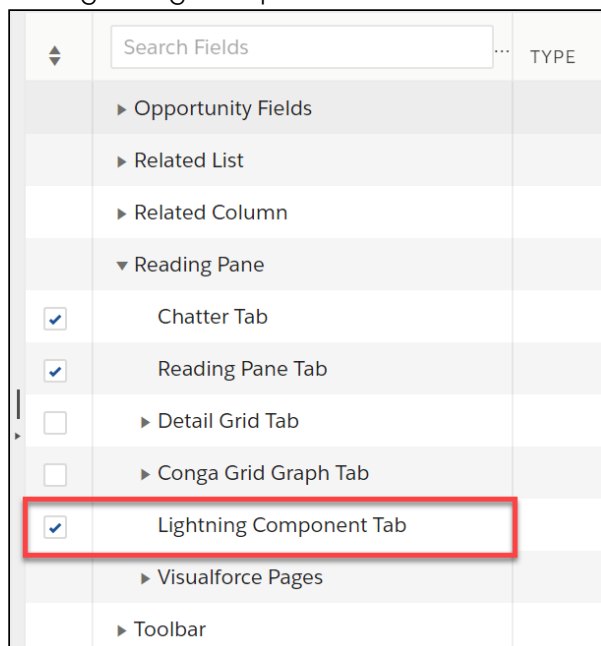 Search Fields
... TYPE
Opportunity Fields
Related List
Related Column
Reading Pane
Chatter Tab
Reading Pane Tab
Detail Grid Tab
Conga Grid Graph Tab
Lightning Component Tab
Visualforce Pages
Toolbar